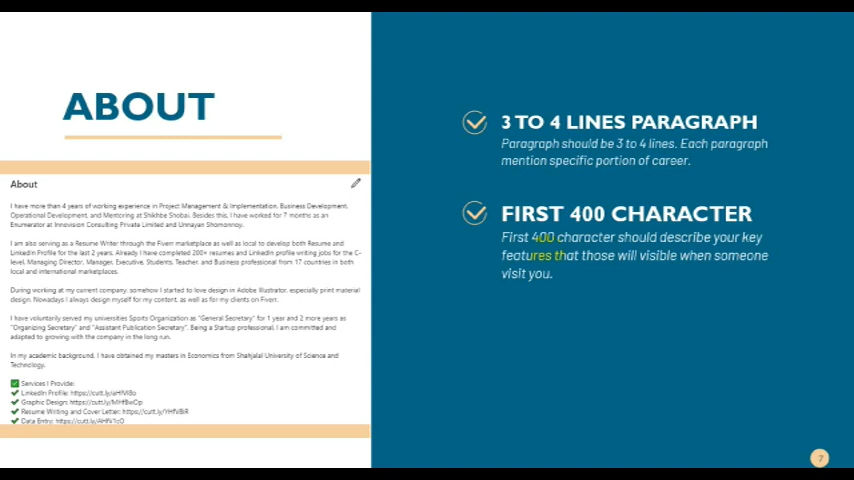 ABOUT
About
I have more than 4 years of working experience in Project Management & Implementation, Business Development,
Operational Development, and Mentoring at Shikhbe Shobai. Besides this, I have worked for 7 months as an
Enumerator at Innovision Consulting Private Limited and Unnayan Shomonnoy.
I am also serving as a Resume Writer through the Fiverr marketplace as well as local to develop both Resume and
LinkedIn Profile for the last 2 years. Already I have completed 200+ resumes and LinkedIn profile writing jobs for the C-
level, Managing Director, Manager, Executive, Students, Teacher, and Business professional from 17 countries in both
local and international marketplaces.
During working at my current company, somehow I started to love design in Adobe Illustrator, especially print material
design. Nowadays I always design myself for my content, as well as for my clients on Fiverr.
I have voluntarily served my universities Sports Organization as "General Secretary" for 1 year and 2 more years as
"Organizing Secretary" and "Assistant Publication Secretary". Being a Startup professional, I am committed and
adapted to growing with the company in the long run.
In my academic background, I have obtained my masters in Economics from Shahjalal University of Science and
Technology.
Services I Provide:
LinkedIn Profile: https://cutt.ly/
Graphic Design: https://cutt.ly/
Resume Writing and Cover Letter: https://cutt.ly/
Data Entry: https://cutt.ly/
3 TO 4 LINES PARAGRAPH
Paragraph should be 3 to 4 lines. Each paragraph
mention specific portion of career.
FIRST 400 CHARACTER
First 400 character should describe your key
features that those will visible when someone
visit you.
7